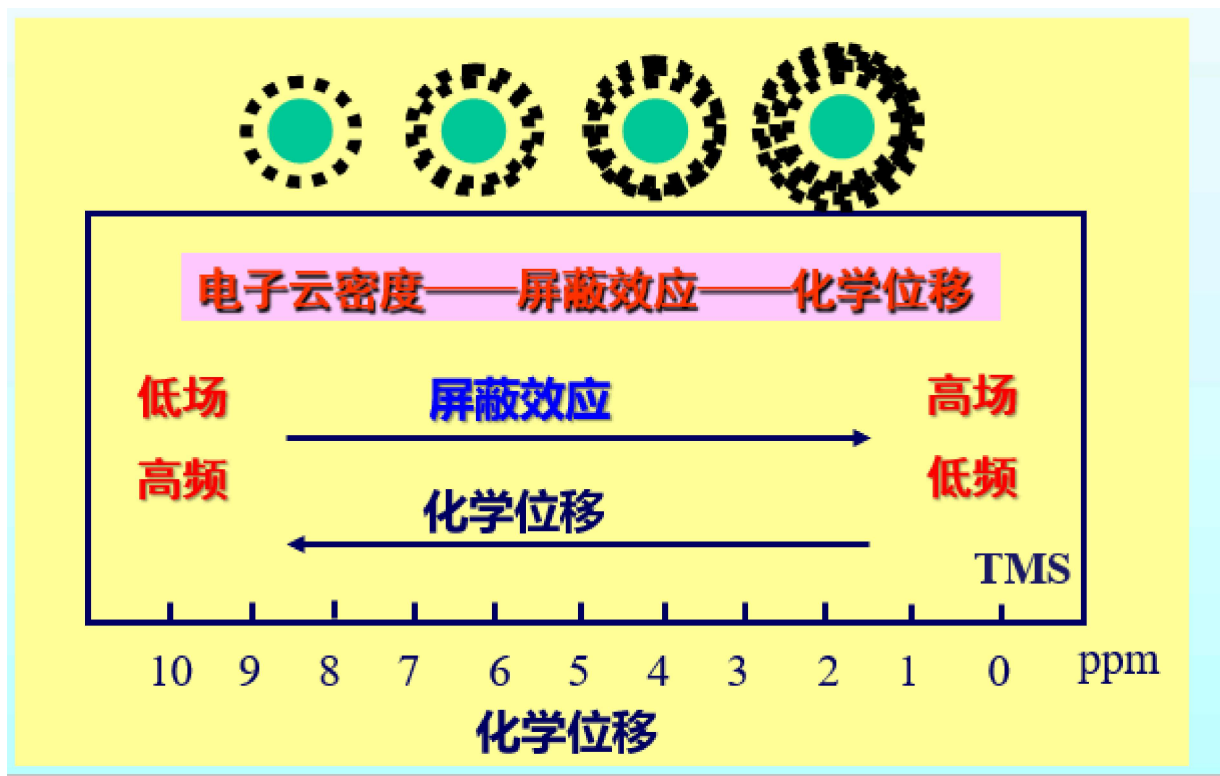 电子云密度——屏蔽效应——化学位移
低场 屏蔽效应 高场
高频 化学位移 低频
TMS
10 9 8 7 6 5 4 3 2 1 0 ppm
化学位移